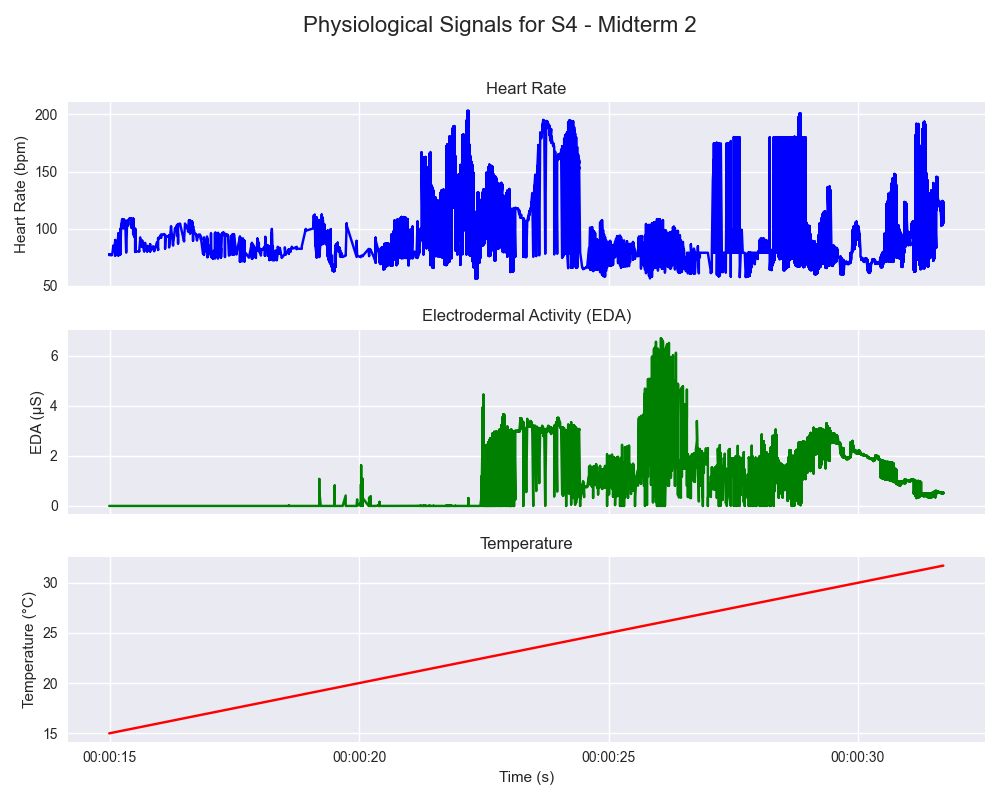 Physiological Signals for S4 - Midterm 2
Heart Rate
Heart Rate (bpm)
200
150
100
50
Electrodermal Activity (EDA)
EDA (µS)
6
4
2
0
Temperature
Temperature (°C)
30
25
20
15
00:00:15 00:00:20 00:00:25 00:00:30
Time (s)